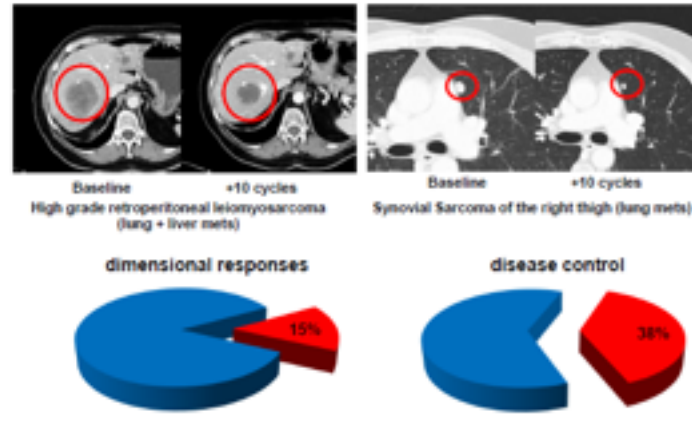 Baseline
+10 cycles
High grade retroperitoneal leiomyosarcoma
(lung + liver mets)
Baseline
+10 cycles
Synovial Sarcoma of the right thigh (lung mets)
dimensional responses
15%
disease control
38%